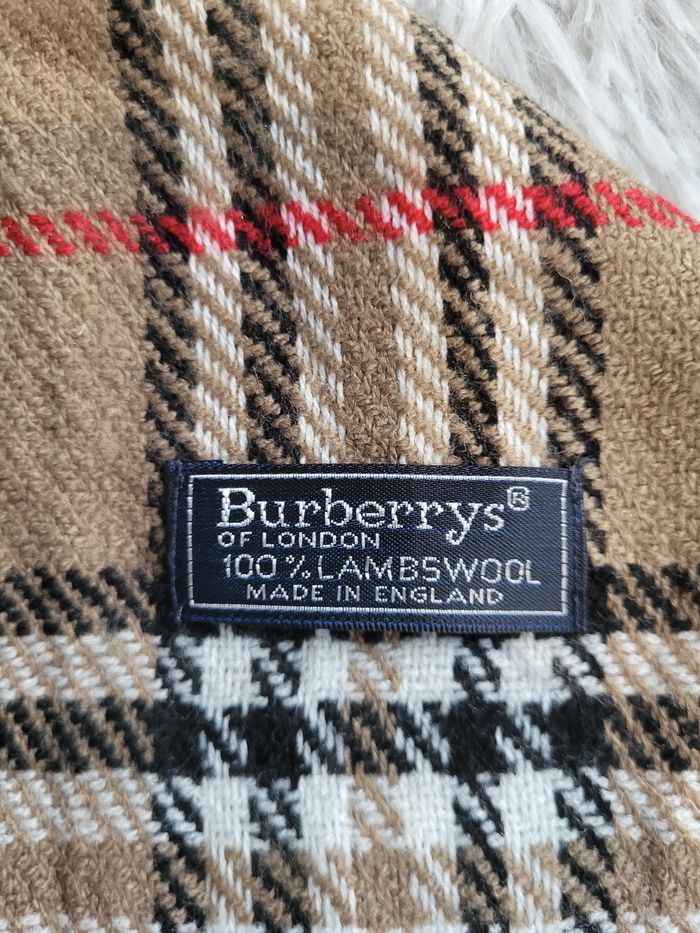 Burberrys®
OF LONDON
100% LAMBSWOOL
MADE IN ENGLAND